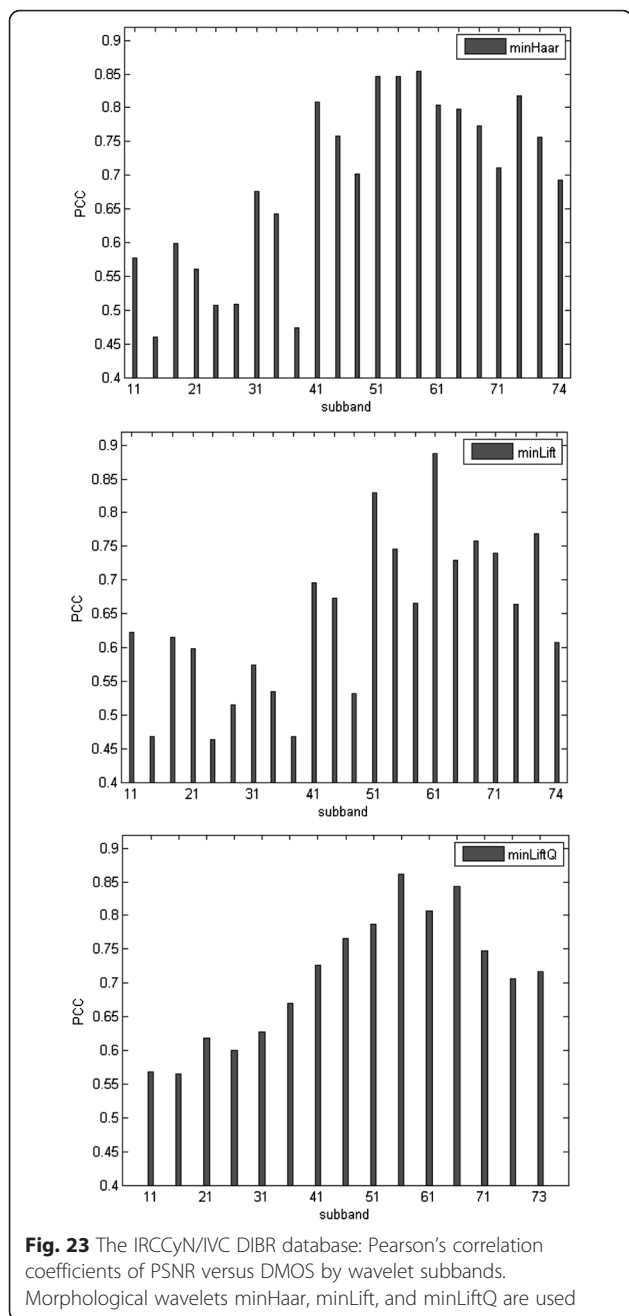 0.9
0.85
0.8
0.75
0.7
0.65
0.6
0.55
0.5
0.45
0.4
PCC
minHaar
11 21 31 41 51 61 71 74
subband
0.9
0.85
0.8
0.75
0.7
0.65
0.6
0.55
0.5
0.45
0.4
PCC
minLift
11 21 31 41 51 61 71 74
subband
0.9
0.85
0.8
0.75
0.7
0.65
0.6
0.55
0.5
0.45
0.4
PCC
minLiftQ
11 21 31 41 51 61 71 73
subband
Fig. 23 The IRCCyN/IVC DIBR database: Pearson's correlation
coefficients of PSNR versus DMOS by wavelet subbands.
Morphological wavelets minHaar, minLift, and minLiftQ are used